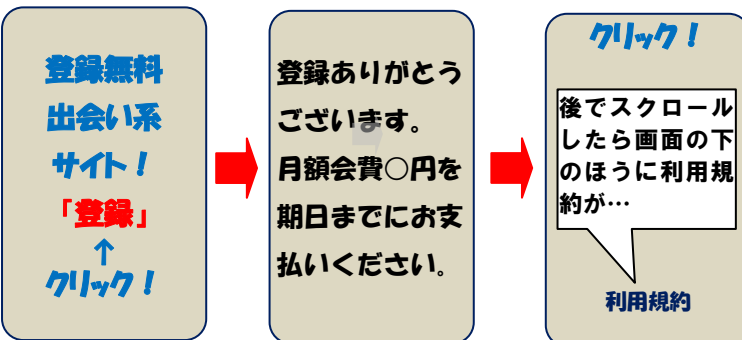 登録無料
出会い系
サイト！
「登録」
↑
クリック！
登録ありがとう
ございます。
月額会費○円を
期日までにお支
払いください。
クリック！
後でスクロール
したら画面の下
のほうに利用規
約が…
利用規約